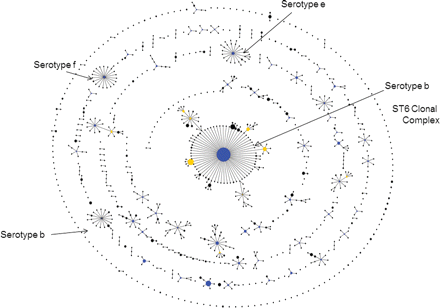 Serotype e
Serotype f
Serotype b
ST6 Clonal
Complex
Serotype b